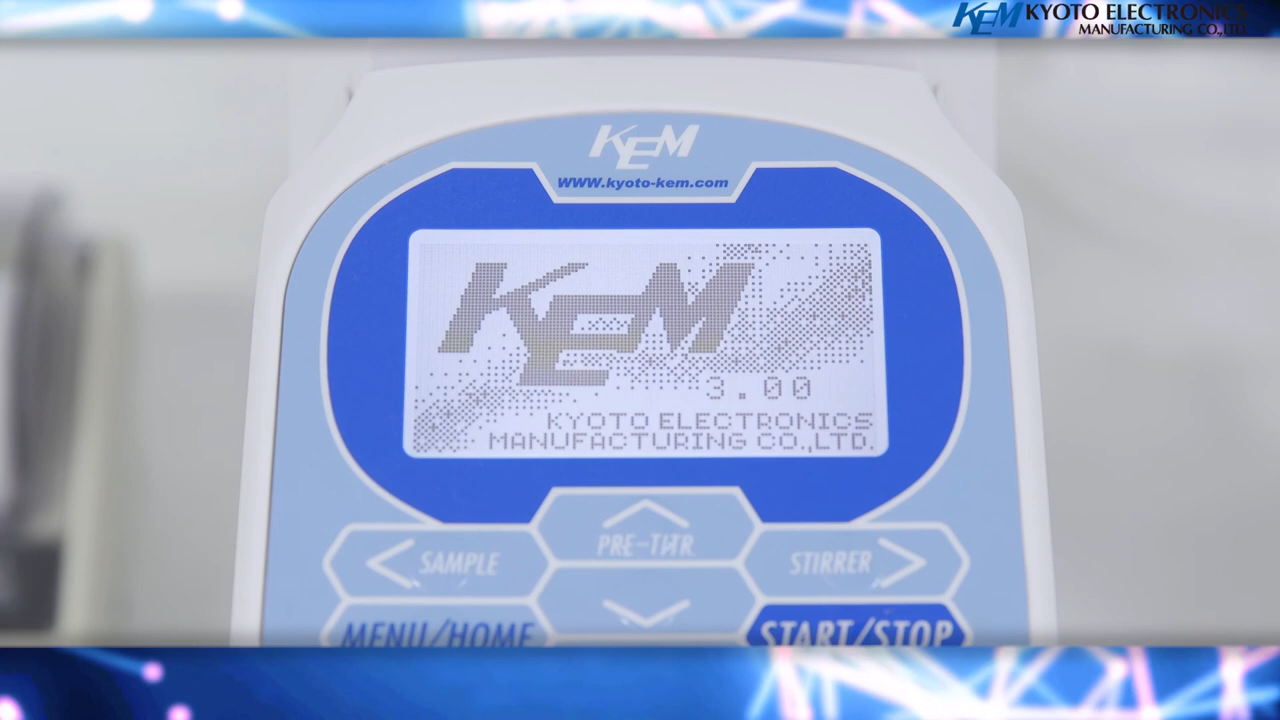 KEM KYOTO ELECTRONICS
MANUFACTURING CO.,LTD.
KEM
WWW.kyoto-kem.com
KEM
3.00
KYOTO ELECTRONICS
MANUFACTURING CO.,LTD.
PRE-TITR
SAMPLE
STIRRER
MENU/HOME
START/STOP